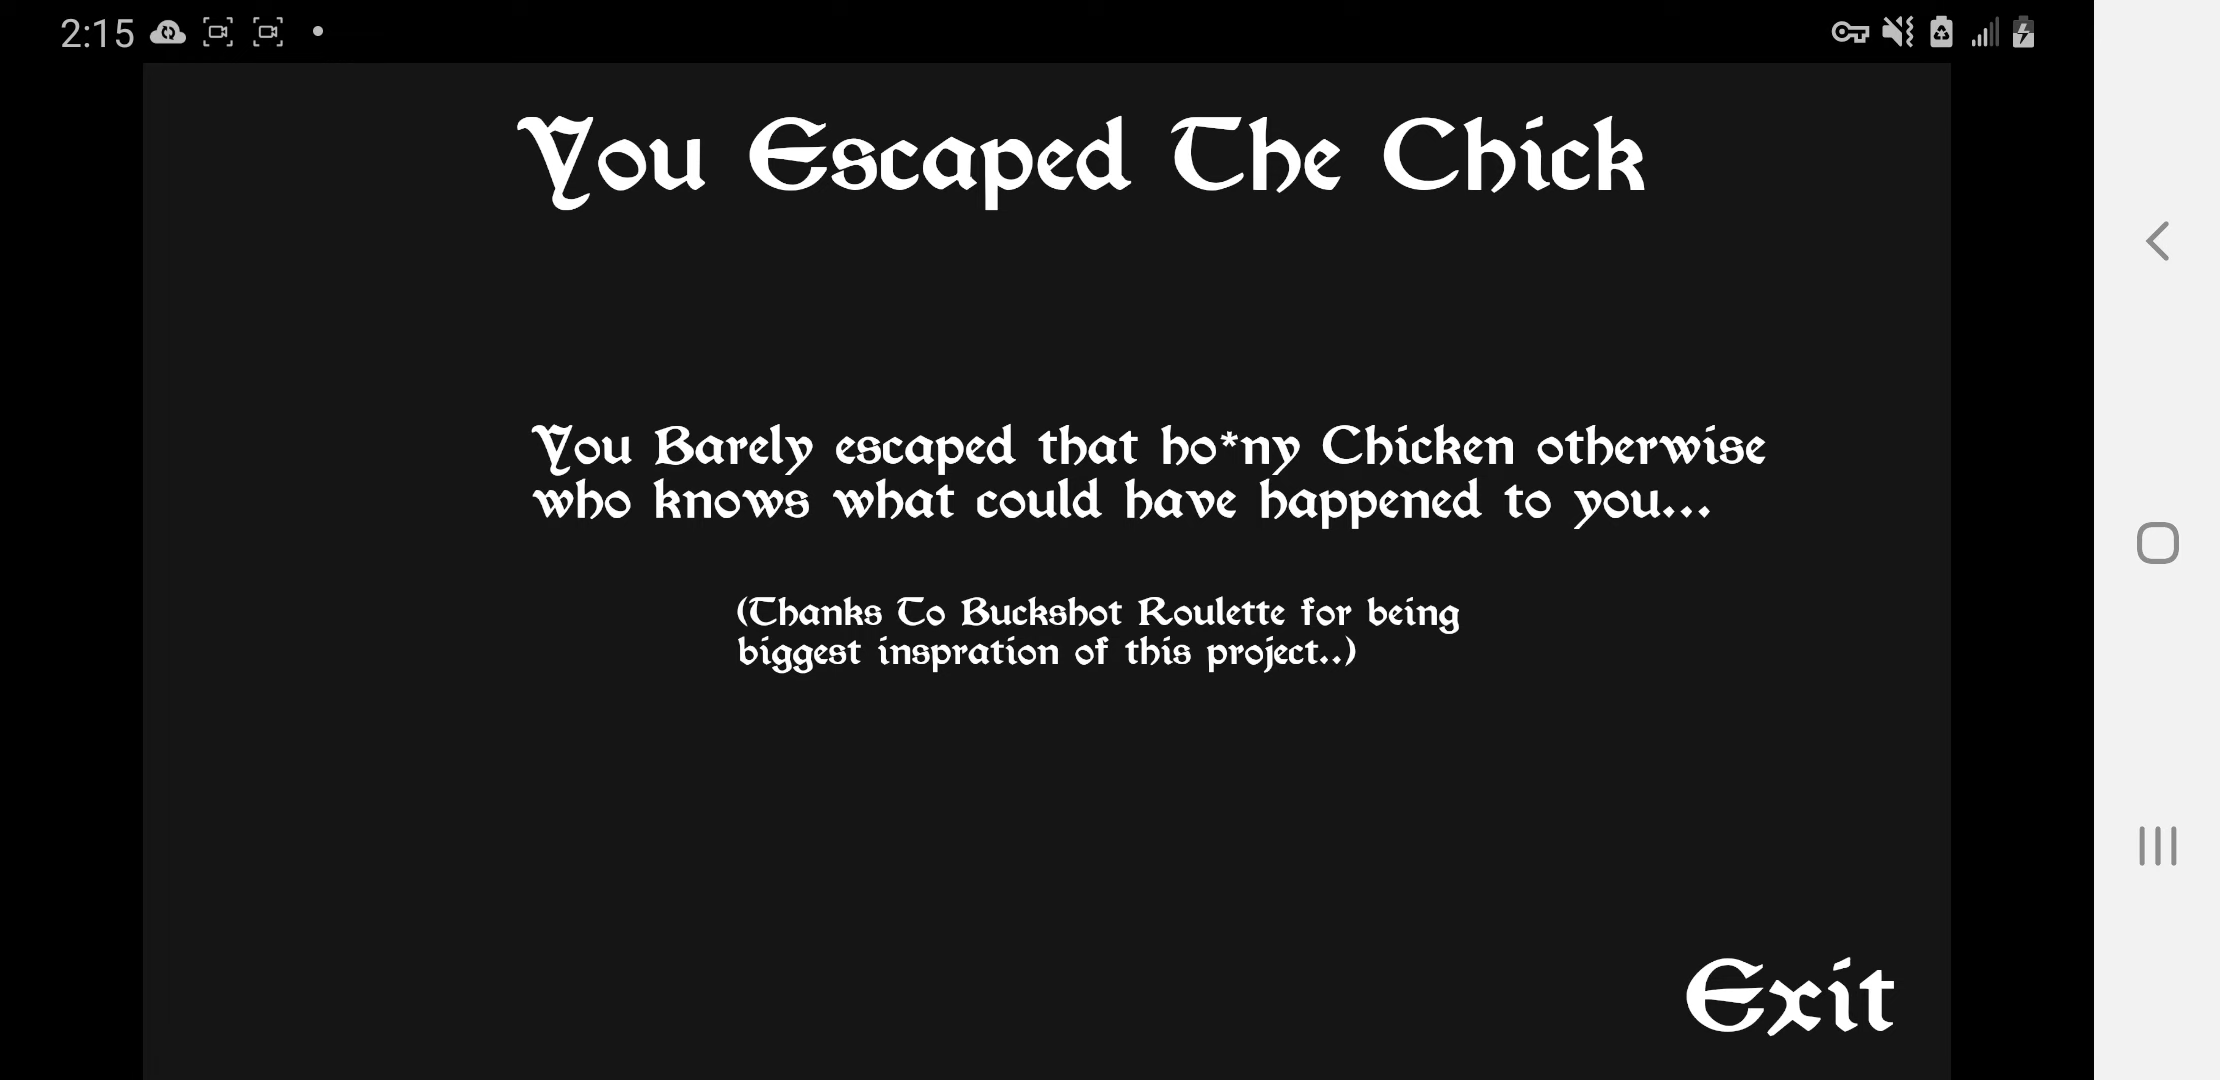 2:15
You Escaped The Chick
You Barely escaped that ho*ny Chicken otherwise
who knows what could have happened to you...
(Thanks To Buckshot Roulette for being
biggest inspration of this project..)
Exit